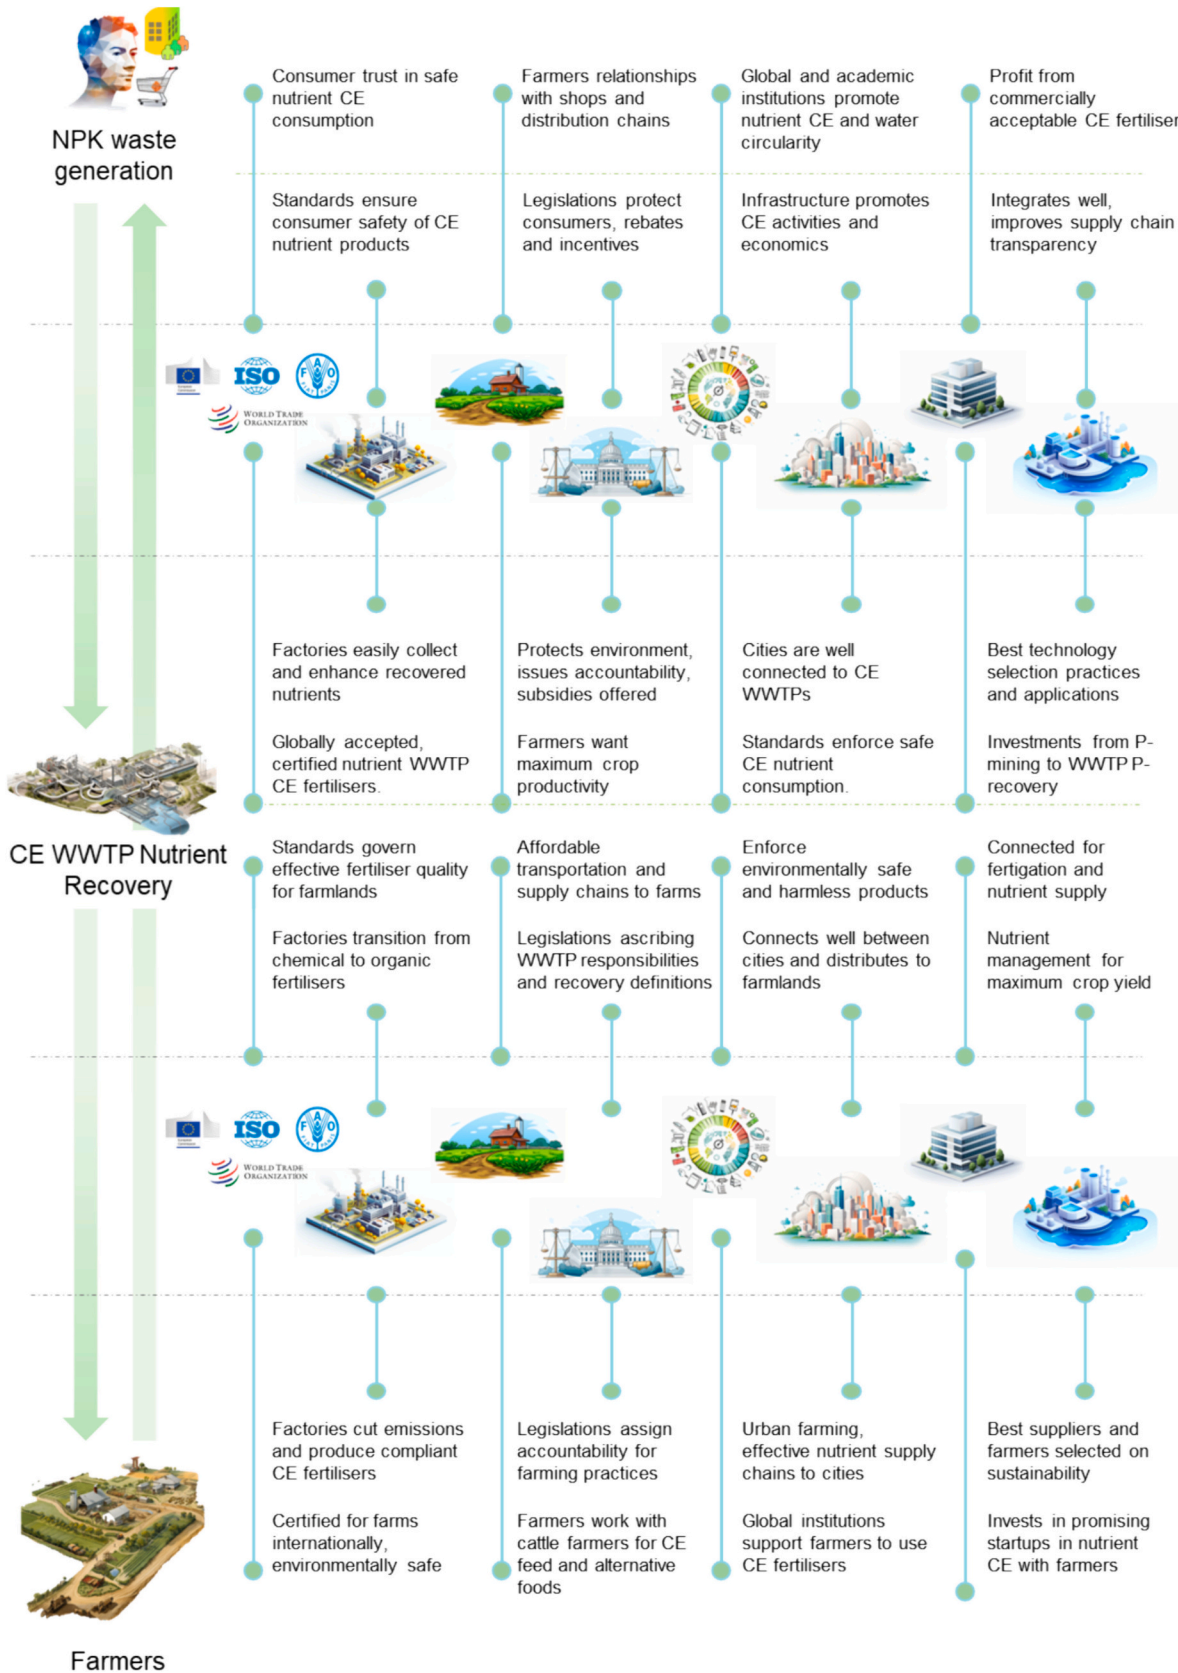 NPK waste
generation
Consumer trust in safe
nutrient CE
consumption
Farmers relationships
with shops and
distribution chains
Global and academic
institutions promote
nutrient CE and water
circularity
Profit from
commercially
acceptable CE fertiliser
Standards ensure
consumer safety of CE
nutrient products
Legislations protect
consumers, rebates
and incentives
Infrastructure promotes
CE activities and
economics
Integrates well,
improves supply chain
transparency
ISO
FAO
FIAT PANIS
WORLD TRADE
ORGANIZATION
Factories easily collect
and enhance recovered
nutrients
Protects environment,
issues accountability,
subsidies offered
Cities are well
connected to CE
WWTPs
Best technology
selection practices
and applications
Globally accepted,
certified nutrient WWTP
CE fertilisers.
Farmers want
maximum crop
productivity
Standards enforce safe
CE nutrient
consumption.
Investments from P-
mining to WWTP P-
recovery
CE WWTP Nutrient
Recovery
Standards govern
effective fertiliser quality
for farmlands
Affordable
transportation and
supply chains to farms
Enforce
environmentally safe
and harmless products
Connected for
fertigation and
nutrient supply
Factories transition from
chemical to organic
fertilisers
Legislations ascribing
WWTP responsibilities
and recovery definitions
Connects well between
cities and distributes to
farmlands
Nutrient
management for
maximum crop yield
ISO
FAO
FIAT PANIS
WORLD TRADE
ORGANIZATION
Factories cut emissions
and produce compliant
CE fertilisers
Legislations assign
accountability for
farming practices
Urban farming,
effective nutrient supply
chains to cities
Best suppliers and
farmers selected on
sustainability
Certified for farms
internationally,
environmentally safe
Farmers work with
cattle farmers for CE
feed and alternative
foods
Global institutions
support farmers to use
CE fertilisers
Invests in promising
startups in nutrient
CE with farmers
Farmers